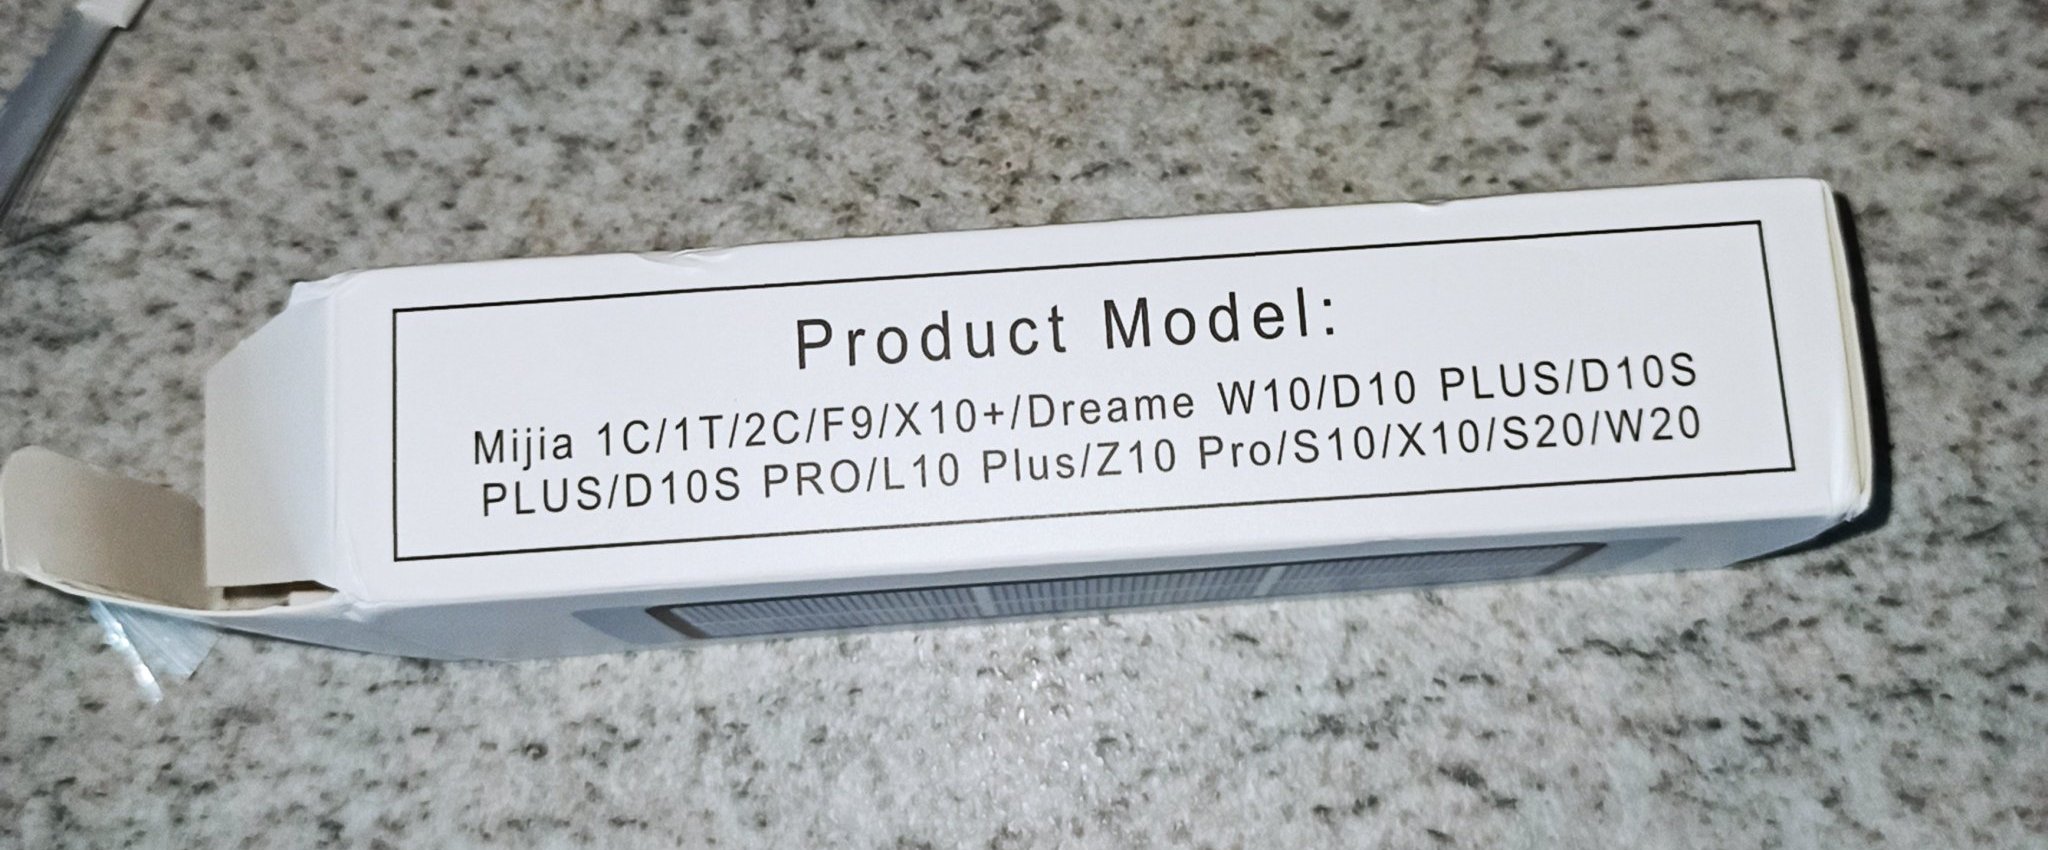 Product Model:
Mijia 1C/1T/2C/F9/X10+/Dreame W10/D10 PLUS/D10S
PLUS/D10S PRO/L10 Plus/Z10 Pro/S10/X10/S20/W20